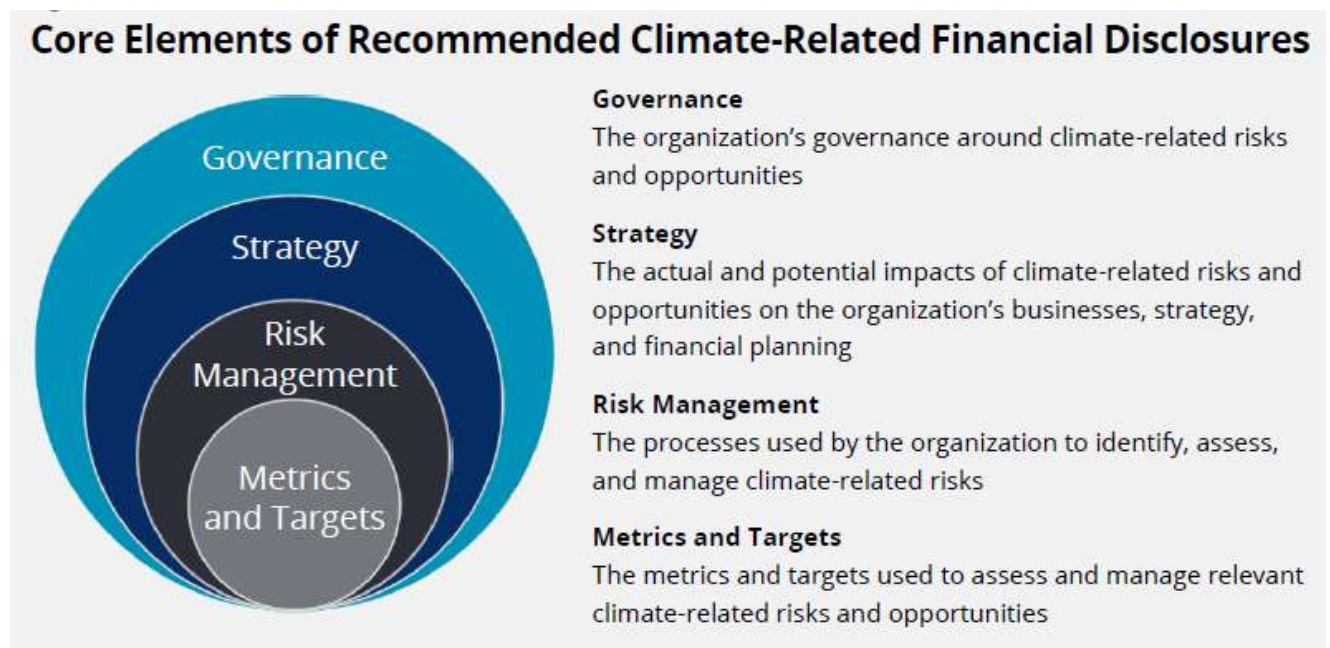 Core Elements of Recommended Climate-Related Financial Disclosures
Governance
Strategy
Risk
Management
Metrics
and Targets
Governance
The organization’s governance around climate-related risks
and opportunities
Strategy
The actual and potential impacts of climate-related risks and
opportunities on the organization’s businesses, strategy,
and financial planning
Risk Management
The processes used by the organization to identify, assess,
and manage climate-related risks
Metrics and Targets
The metrics and targets used to assess and manage relevant
climate-related risks and opportunities